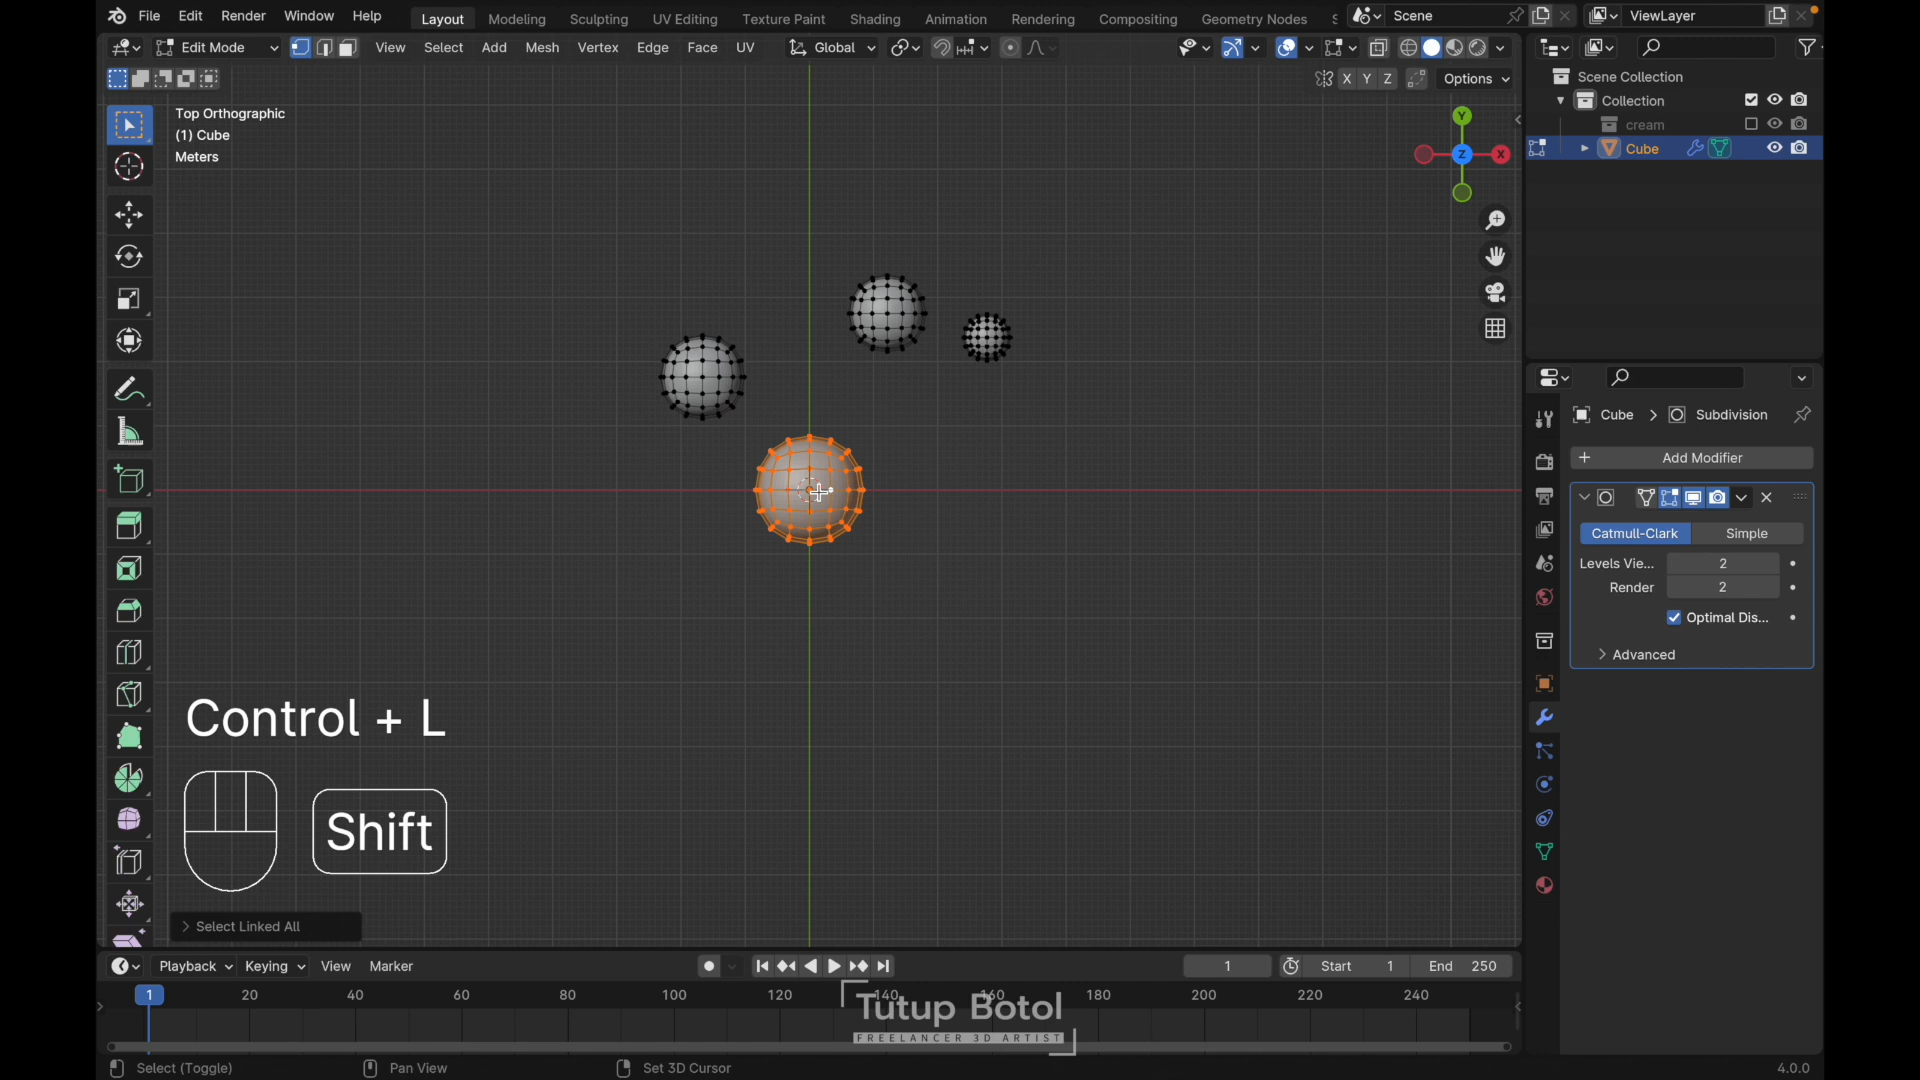 File Edit Render Window Help Layout Modeling Sculpting UV Editing Texture Paint Shading Animation Rendering Compositing Geometry Nodes Scene ViewLayer
Edit Mode View Select Add Mesh Vertex Edge Face UV Global
X Y Z Options
Top Orthographic
(1) Cube
Meters
Y
Z
X
Scene Collection
Collection
cream
Cube
Cube > Subdivision
+ Add Modifier
Catmull-Clark Simple
Levels Vie... 2
Render 2
Optimal Dis...
Advanced
Control + L
Shift
> Select Linked All
Playback Keying View Marker 1 Start 1 End 250
1 20 40 60 80 100 120 140 160 180 200 220 240
Tutup Botol
FREELANCER 3D ARTIST
Select (Toggle) Pan View Set 3D Cursor 4.0.0